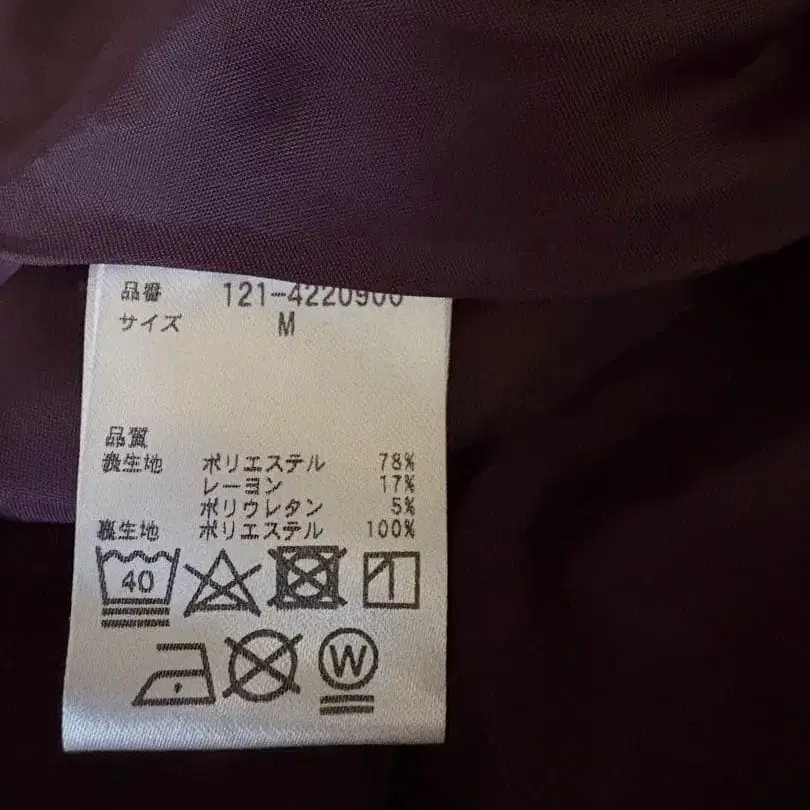 品番 121-4220900
サイズ M
品質
表生地 ポリエステル 78%
レーヨン 17%
ポリウレタン 5%
裏生地 ポリエステル 100%
40
W